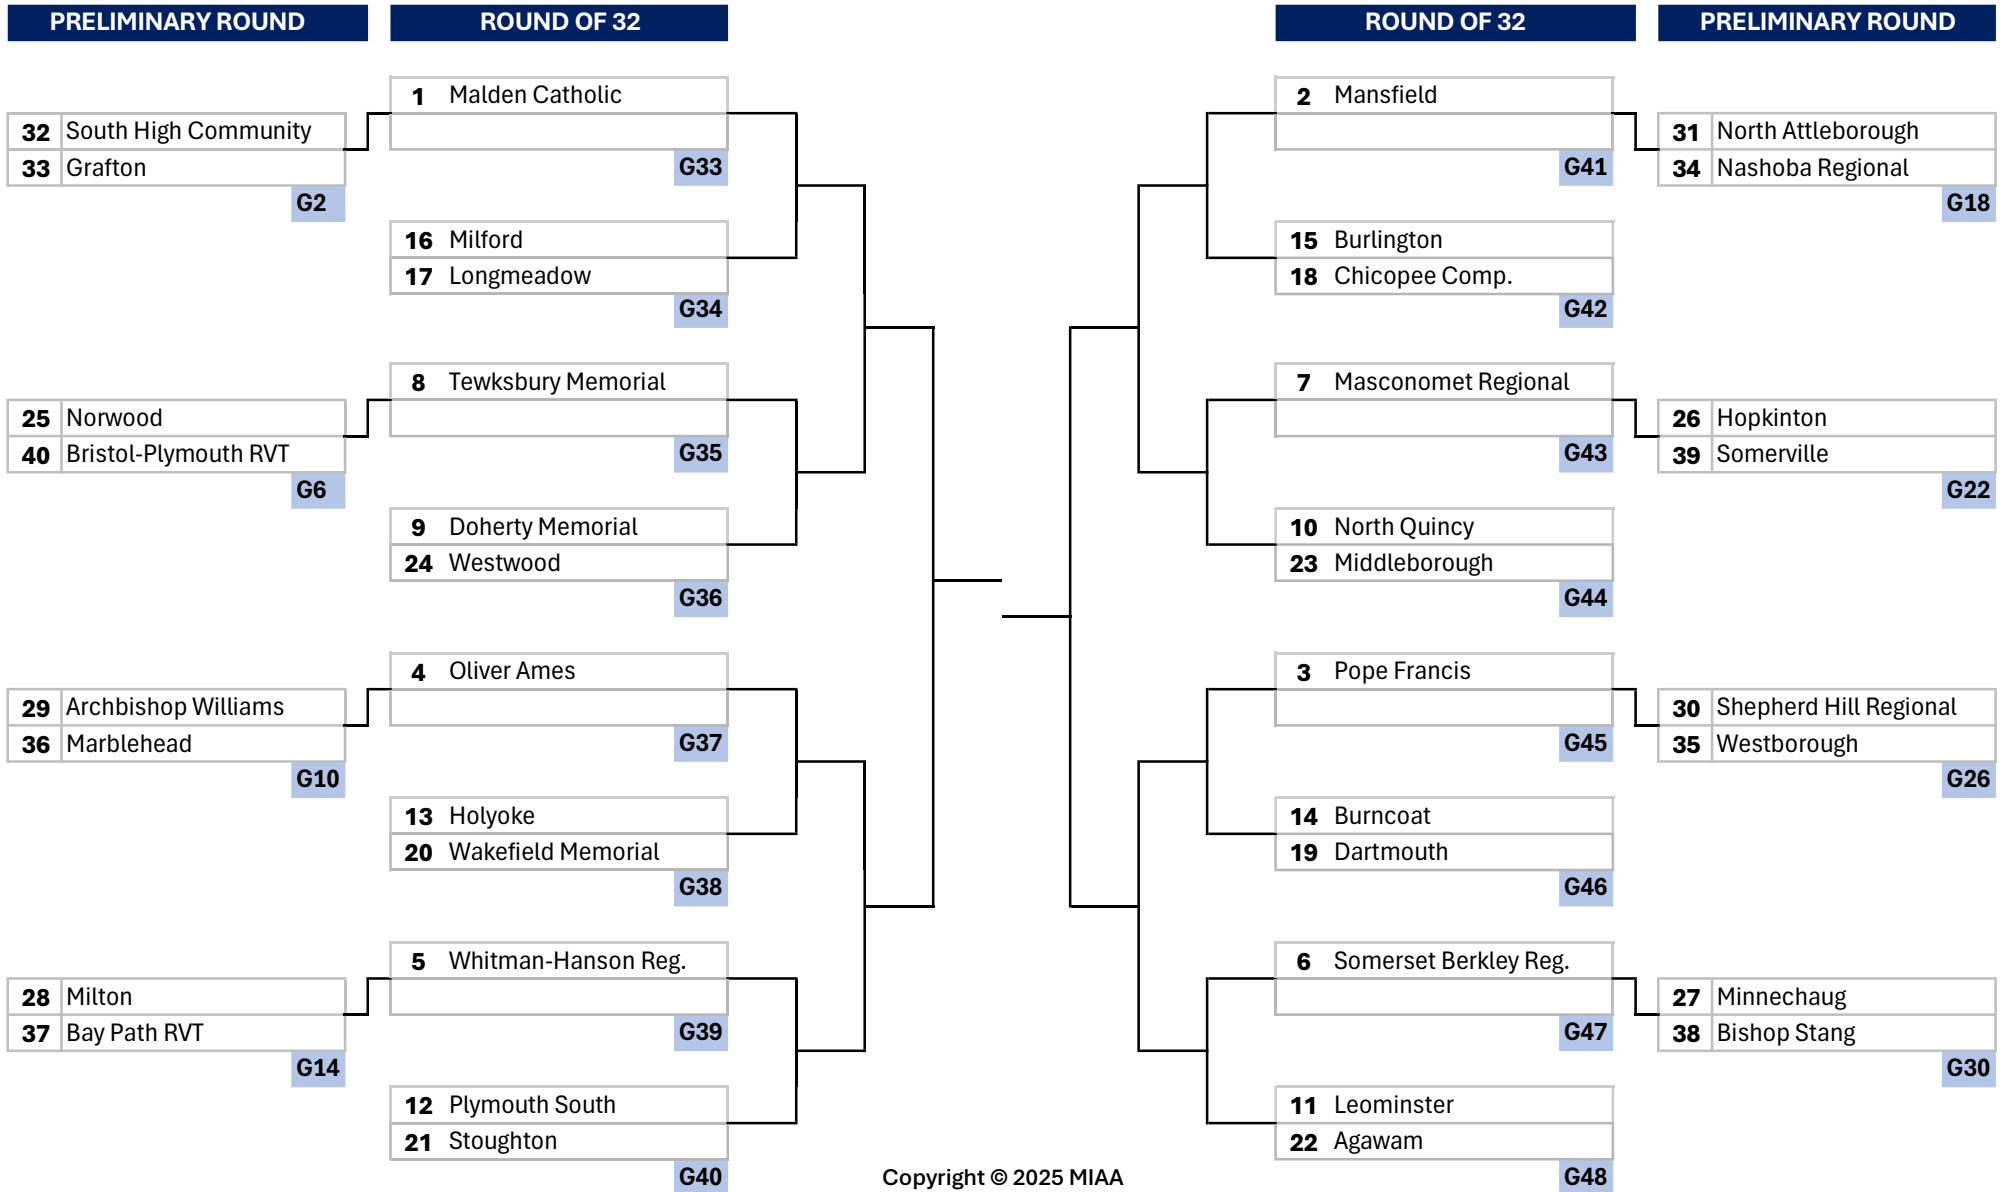 PRELIMINARY ROUND
ROUND OF 32
ROUND OF 32
PRELIMINARY ROUND
32 South High Community
33 Grafton
G2
25 Norwood
40 Bristol-Plymouth RVT
G6
29 Archbishop Williams
36 Marblehead
G10
28 Milton
37 Bay Path RVT
G14
1 Malden Catholic
G33
16 Milford
17 Longmeadow
G34
8 Tewksbury Memorial
G35
9 Doherty Memorial
24 Westwood
G36
4 Oliver Ames
G37
13 Holyoke
20 Wakefield Memorial
G38
5 Whitman-Hanson Reg.
G39
12 Plymouth South
21 Stoughton
G40
2 Mansfield
G41
15 Burlington
18 Chicopee Comp.
G42
7 Masconomet Regional
G43
10 North Quincy
23 Middleborough
G44
3 Pope Francis
G45
14 Burncoat
19 Dartmouth
G46
6 Somerset Berkley Reg.
G47
11 Leominster
22 Agawam
G48
31 North Attleborough
34 Nashoba Regional
G18
26 Hopkinton
39 Somerville
G22
30 Shepherd Hill Regional
35 Westborough
G26
27 Minnechaug
38 Bishop Stang
G30
Copyright © 2025 MIAA